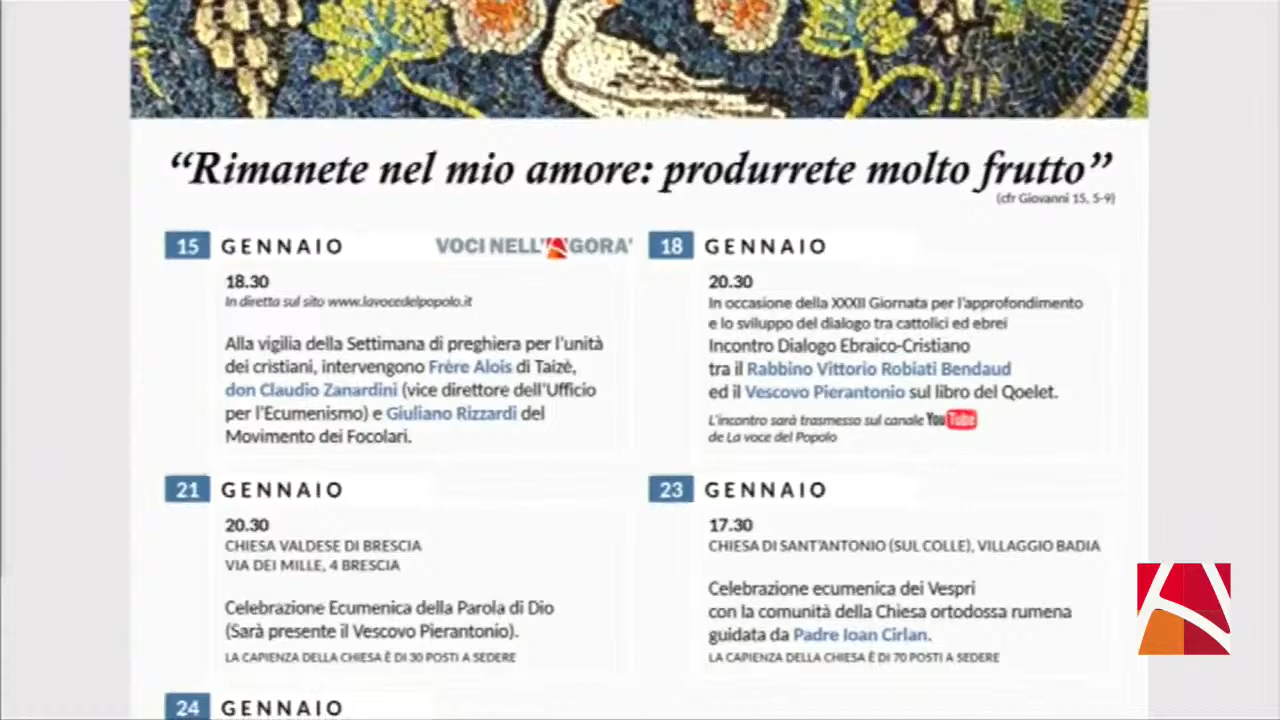 “Rimanete nel mio amore: produrrete molto frutto”
(cfr Giovanni 15, 5-9)
15 GENNAIO
VOCI NELL'AGORA'
18.30
In diretta sul sito www.lavocedelpopolo.it
Alla vigilia della Settimana di preghiera per l'unità
dei cristiani, intervengono Frère Alois di Taizè,
don Claudio Zanardini (vice direttore dell'Ufficio
per l'Ecumenismo) e Giuliano Rizzardi del
Movimento dei Focolari.
18 GENNAIO
20.30
In occasione della XXXII Giornata per l'approfondimento
e lo sviluppo del dialogo tra cattolici ed ebrei
Incontro Dialogo Ebraico-Cristiano
tra il Rabbino Vittorio Robiati Bendaud
ed il Vescovo Pierantonio sul libro del Qoelet.
L'incontro sarà trasmesso sul canale YouTube
de La voce del Popolo
21 GENNAIO
20.30
CHIESA VALDESE DI BRESCIA
VIA DEI MILLE, 4 BRESCIA
Celebrazione Ecumenica della Parola di Dio
(Sarà presente il Vescovo Pierantonio).
LA CAPIENZA DELLA CHIESA È DI 30 POSTI A SEDERE
23 GENNAIO
17.30
CHIESA DI SANT'ANTONIO (SUL COLLE), VILLAGGIO BADIA
Celebrazione ecumenica dei Vespri
con la comunità della Chiesa ortodossa rumena
guidata da Padre Ioan Cirlan.
LA CAPIENZA DELLA CHIESA È DI 70 POSTI A SEDERE
24 GENNAIO